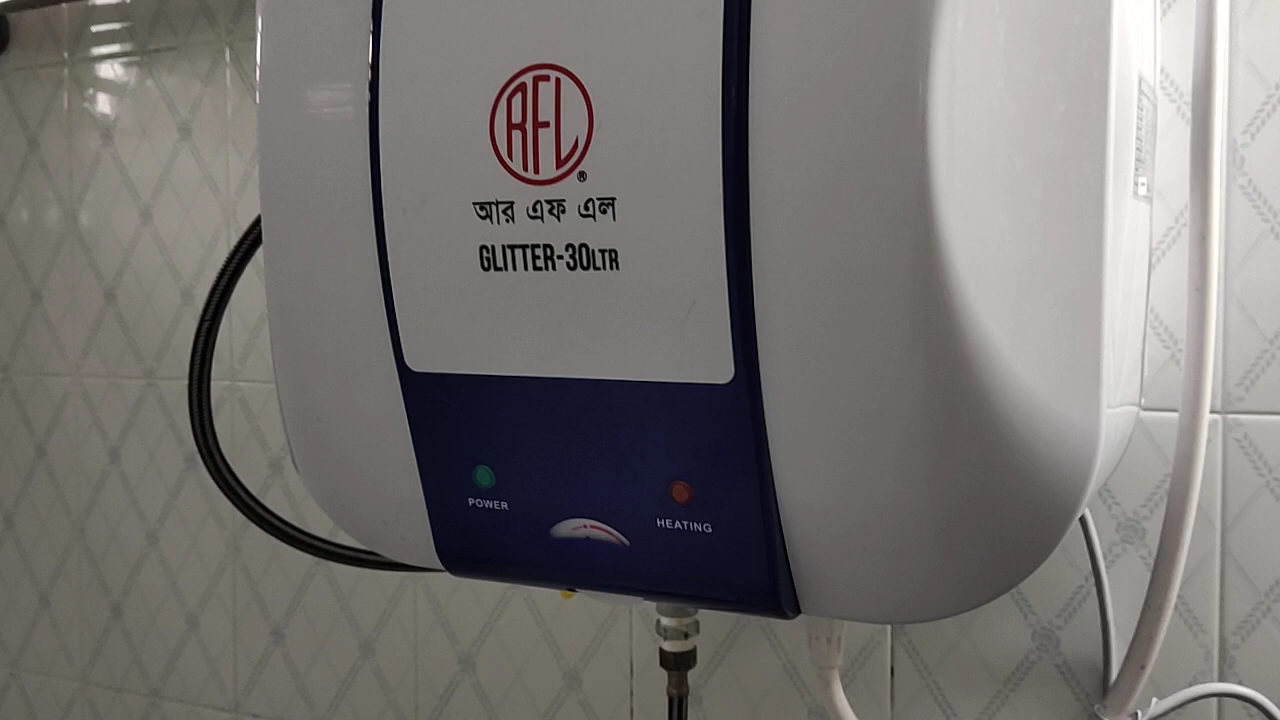 RFL
®
আর এফ এল
GLITTER-30LTR
POWER
HEATING